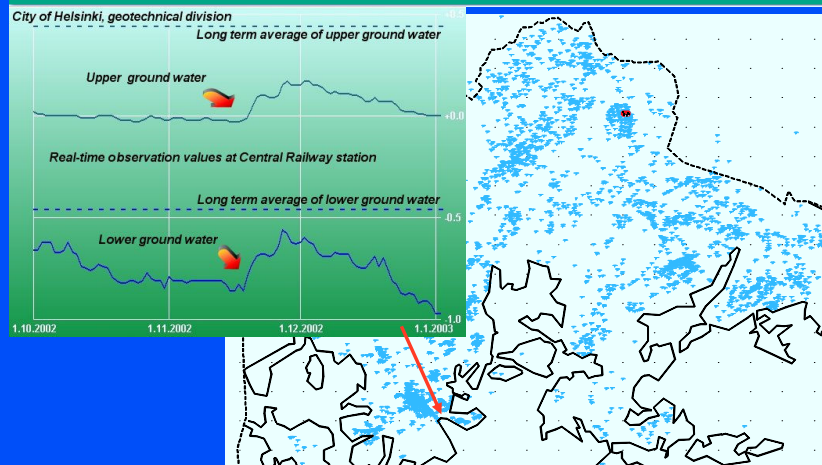 City of Helsinki, geotechnical division
+0.5
Long term average of upper ground water
Upper ground water
+0.0
Real-time observation values at Central Railway station
Long term average of lower ground water
-0.5
Lower ground water
-1.0
1.10.2002 1.11.2002 1.12.2002 1.1.2003